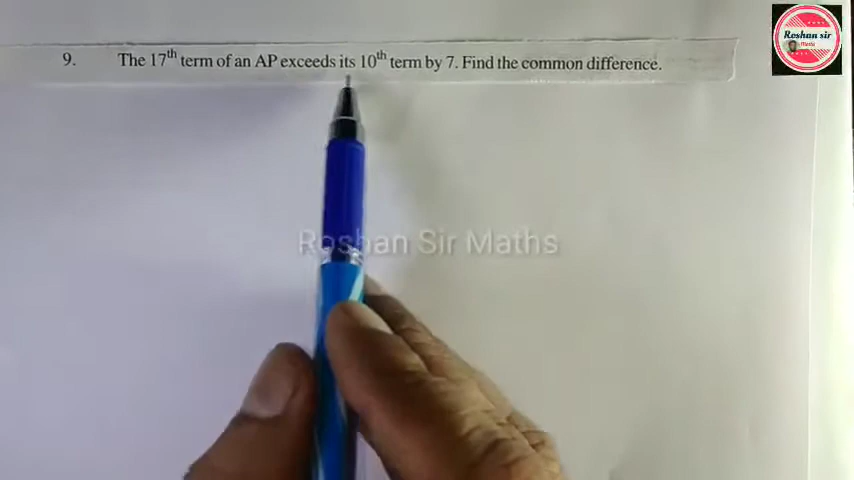 Roshan sir
Maths
9. The 17th term of an AP exceeds its 10th term by 7. Find the common difference.
Roshan Sir Maths